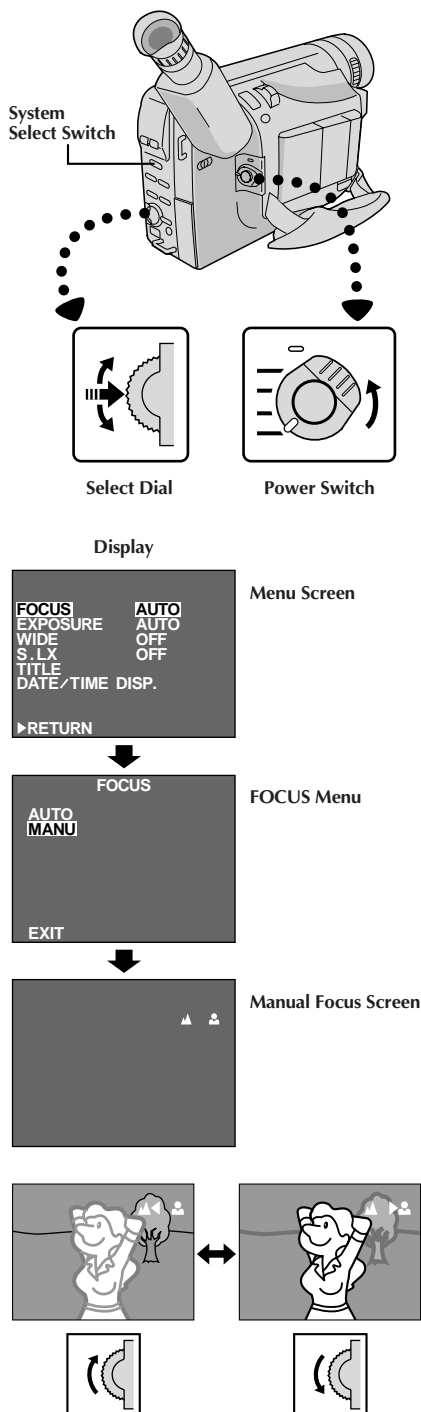 System
Select Switch
Select Dial
Power Switch
Display
Menu Screen
FOCUS AUTO
EXPOSURE AUTO
WIDE OFF
S.LX OFF
TITLE
DATE/TIME DISP.
▶RETURN
FOCUS
FOCUS Menu
AUTO
MANU
EXIT
Manual Focus Screen